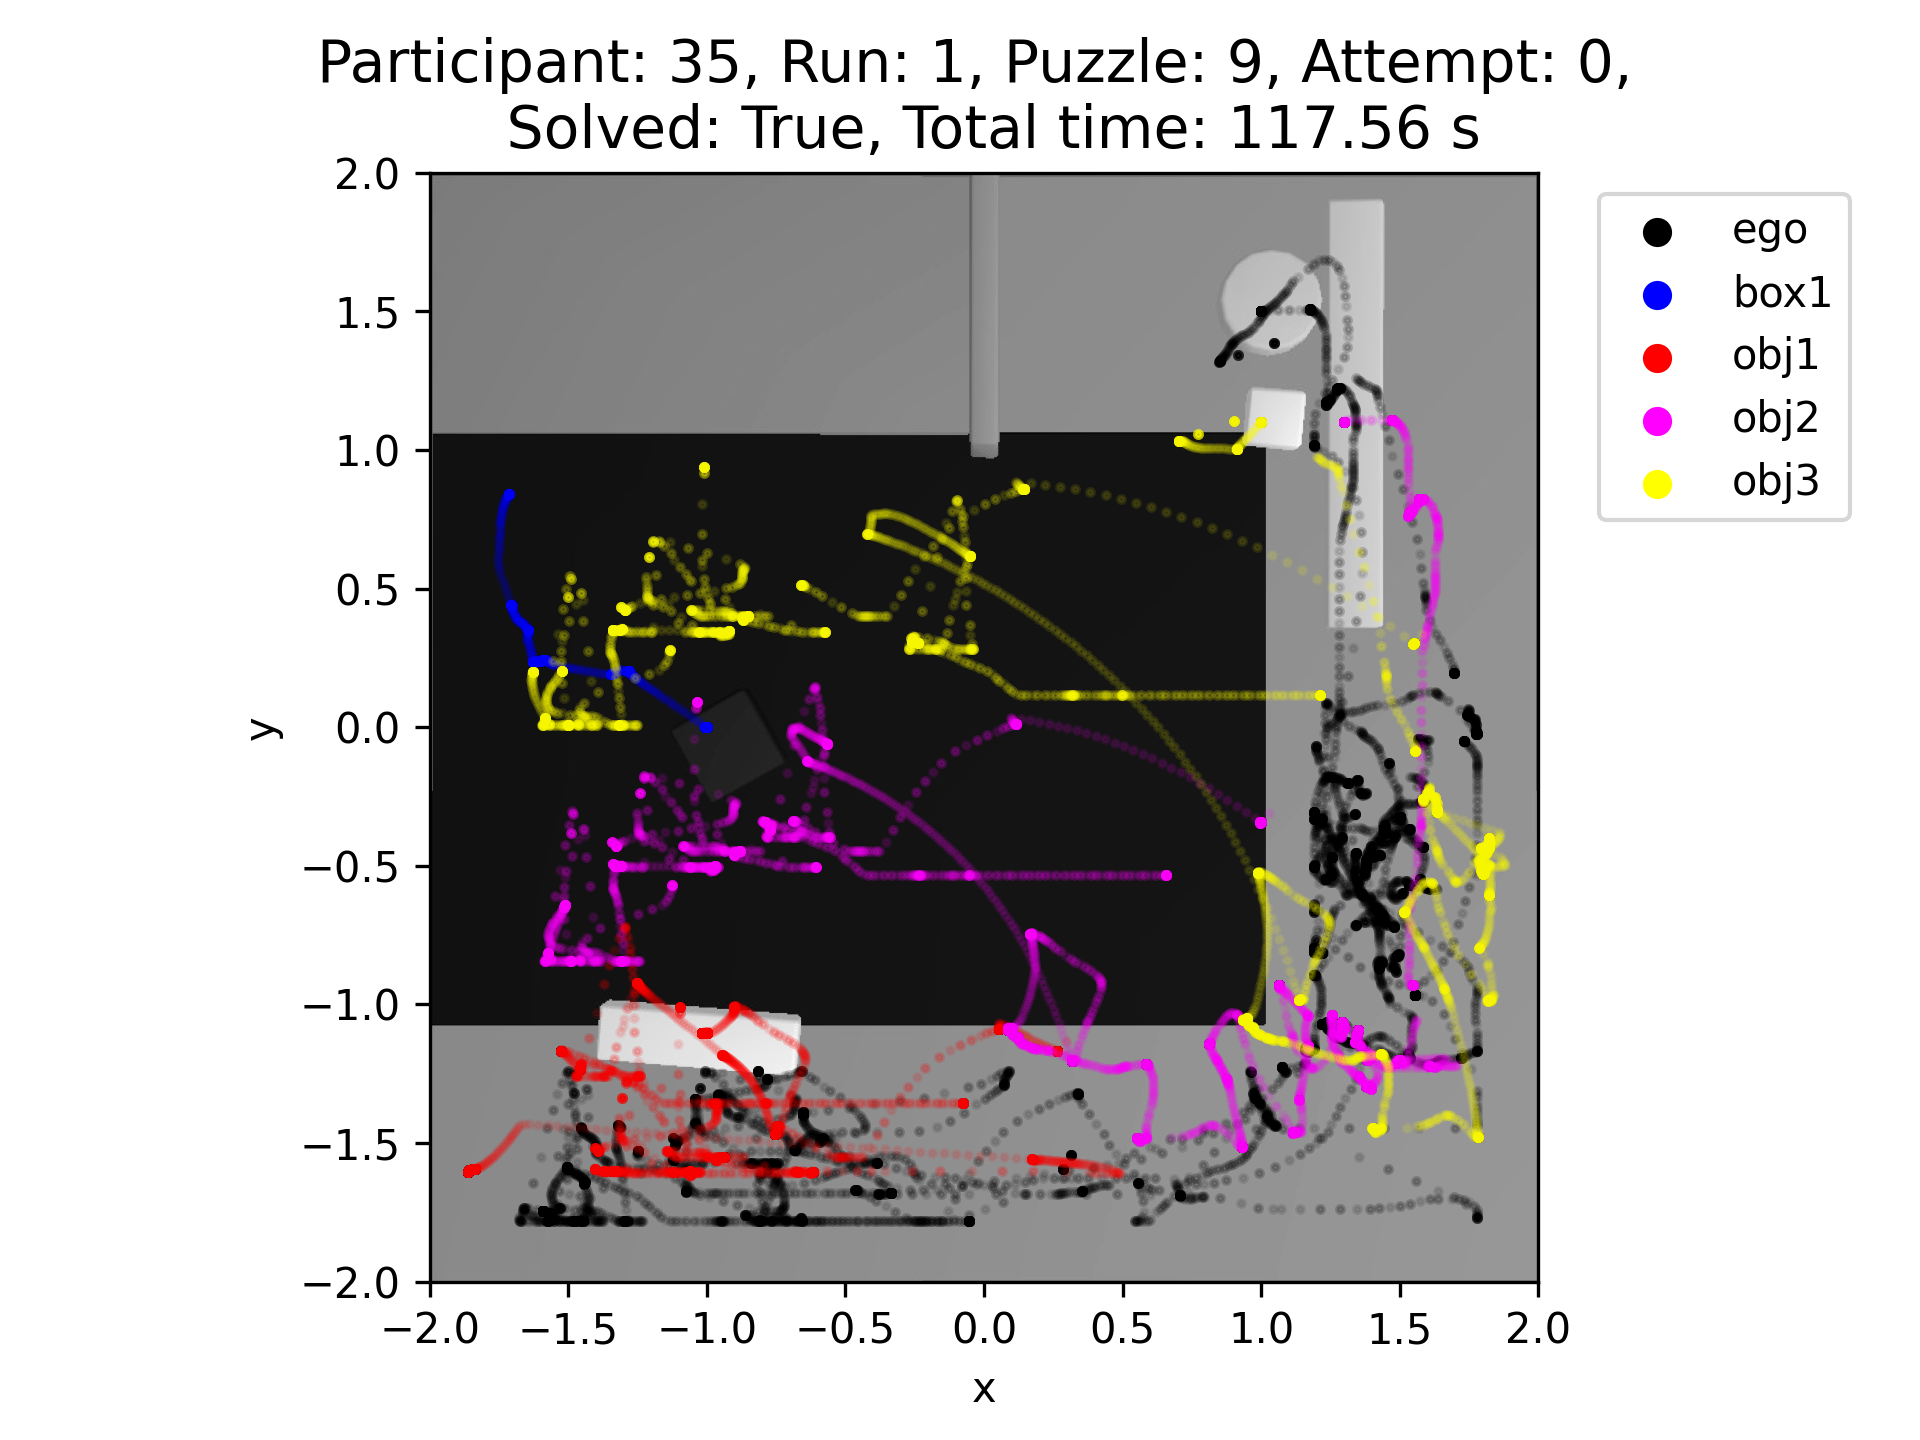 Participant: 35, Run: 1, Puzzle: 9, Attempt: 0,
Solved: True, Total time: 117.56 s
2.0
1.5
1.0
0.5
0.0
−0.5
−1.0
−1.5
−2.0
y
−2.0 −1.5 −1.0 −0.5 0.0 0.5 1.0 1.5 2.0
x
ego
box1
obj1
obj2
obj3